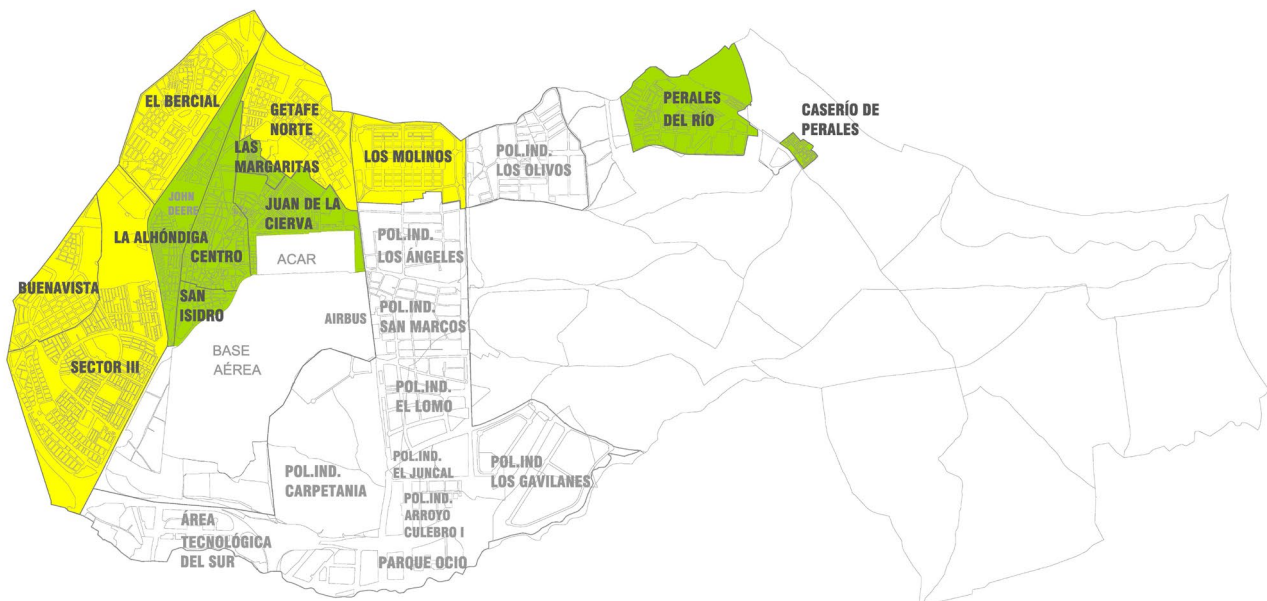 EL BERCIAL
GETAFE
NORTE
LAS
MARGARITAS
LOS MOLINOS
POL.IND.
LOS OLIVOS
PERALES
DEL RÍO
CASERÍO DE
PERALES
JOHN
DEERE
JUAN DE LA
CIERVA
LA ALHÓNDIGA
CENTRO
ACAR
POL.IND.
LOS ÁNGELES
BUENAVISTA
SAN
ISIDRO
AIRBUS
POL.IND.
SAN MARCOS
SECTOR III
BASE
AÉREA
POL.IND.
EL LOMO
POL.IND.
CARPETANIA
POL.IND.
EL JUNCAL
POL.IND
LOS GAVILANES
POL.IND.
ARROYO
CULEBRO I
ÁREA
TECNOLÓGICA
DEL SUR
PARQUE OCIO